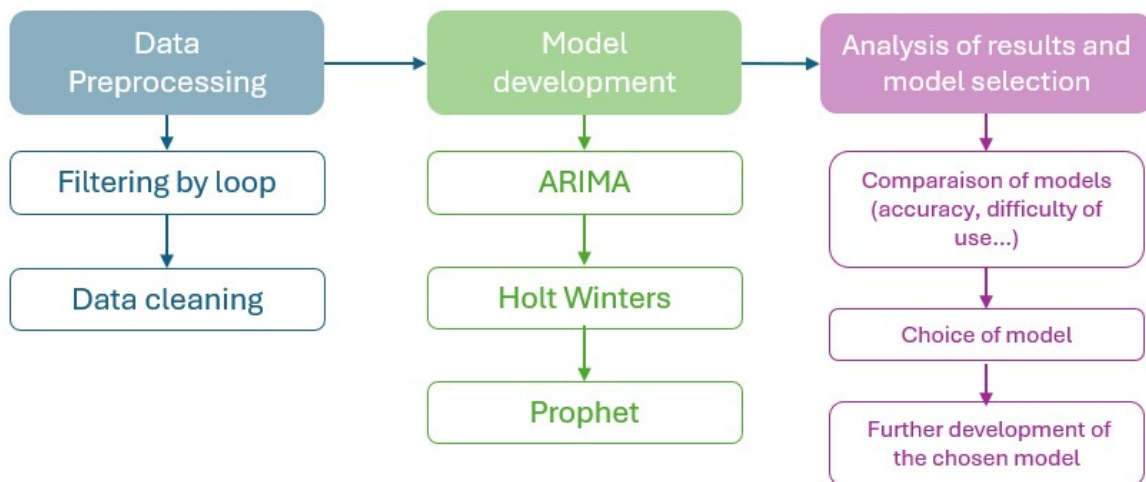 Data
Preprocessing
Filtering by loop
Data cleaning
Model
development
ARIMA
Holt Winters
Prophet
Analysis of results and
model selection
Comparaison of models
(accuracy, difficulty of
use...)
Choice of model
Further development of
the chosen model